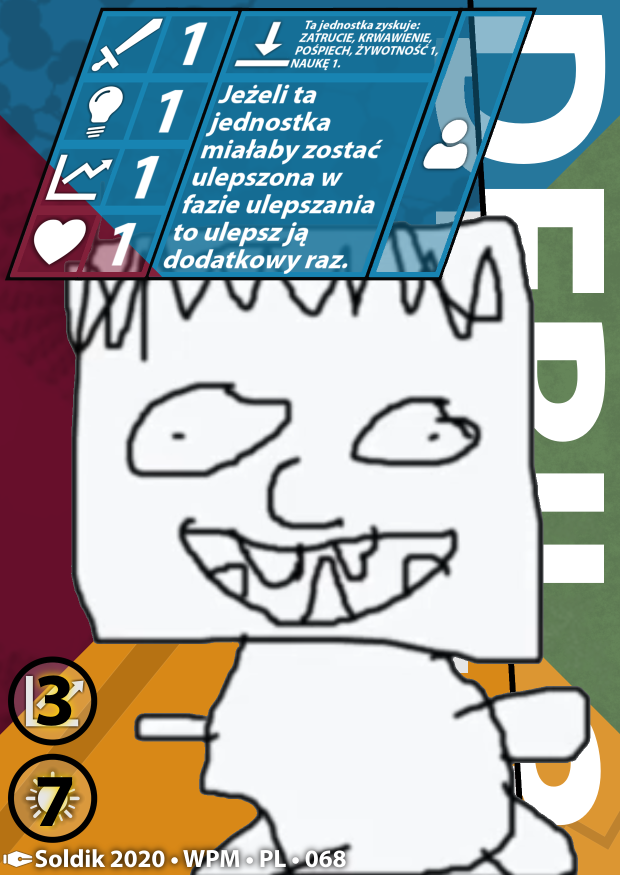 1
1
1
1
Ta jednostka zyskuje:
ZATRUCIE, KRWAWIENIE,
POŚPIECH, ŻYWOTNOŚĆ 1,
NAUKĘ 1.
Jeżeli ta
jednostka
miałaby zostać
ulepszona w
fazie ulepszania
to ulepsz ją
dodatkowy raz.
3
7
Soldik 2020 • WPM • PL • 068